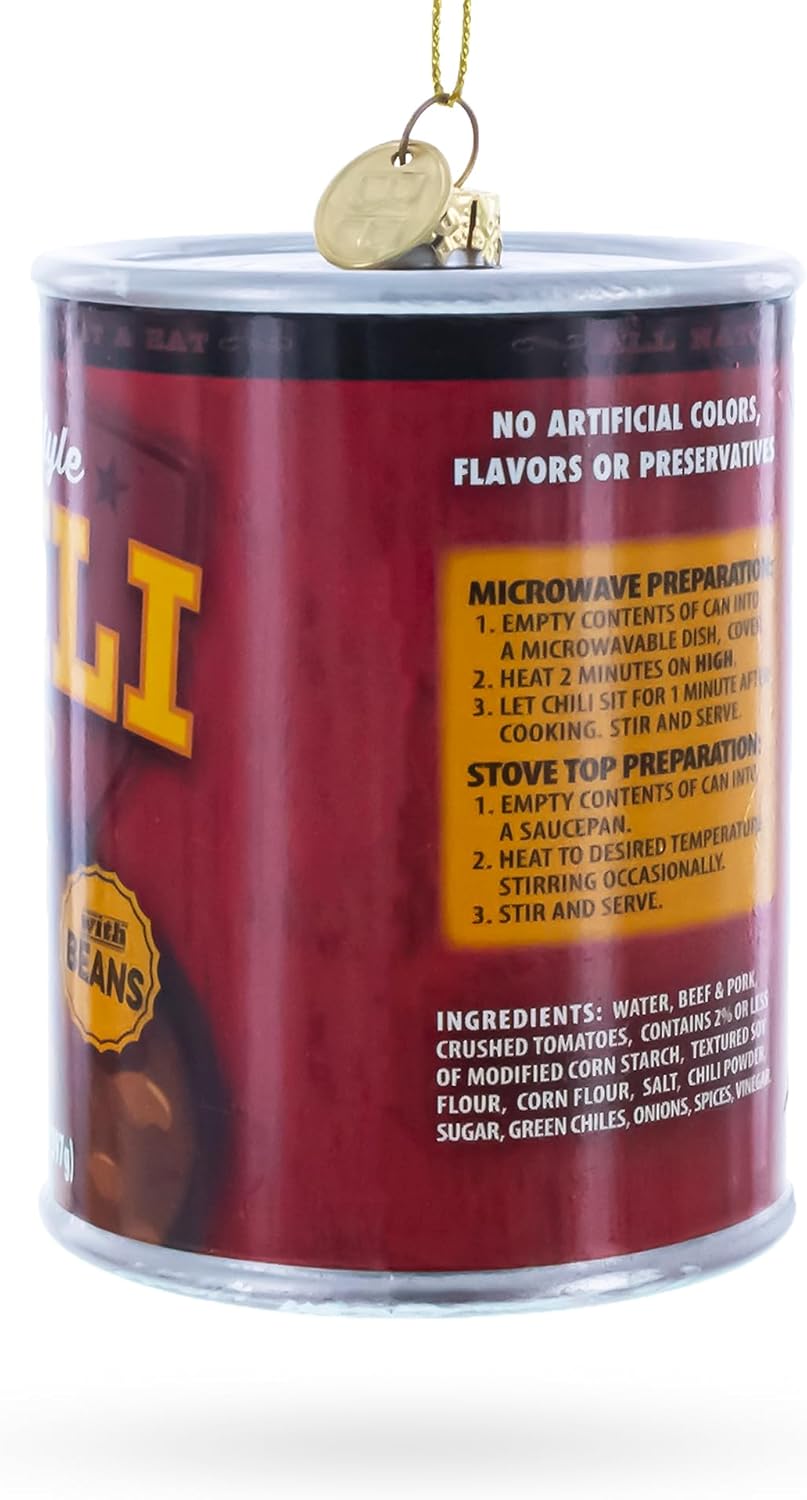 T A EAT
ALL NAT
NO ARTIFICIAL COLORS,
FLAVORS OR PRESERVATIVES
yle
LI
MICROWAVE PREPARATION:
1. EMPTY CONTENTS OF CAN INTO
A MICROWAVABLE DISH, COVER
2. HEAT 2 MINUTES ON HIGH.
3. LET CHILI SIT FOR 1 MINUTE AFTER
COOKING. STIR AND SERVE.
STOVE TOP PREPARATION:
1. EMPTY CONTENTS OF CAN INTO
A SAUCEPAN.
2. HEAT TO DESIRED TEMPERATURE
STIRRING OCCASIONALLY.
3. STIR AND SERVE.
with
BEANS
INGREDIENTS: WATER, BEEF & PORK,
CRUSHED TOMATOES, CONTAINS 2% OR LESS
OF MODIFIED CORN STARCH, TEXTURED SOY
FLOUR, CORN FLOUR, SALT, CHILI POWDER,
SUGAR, GREEN CHILES, ONIONS, SPICES, VINEGAR.
7g)